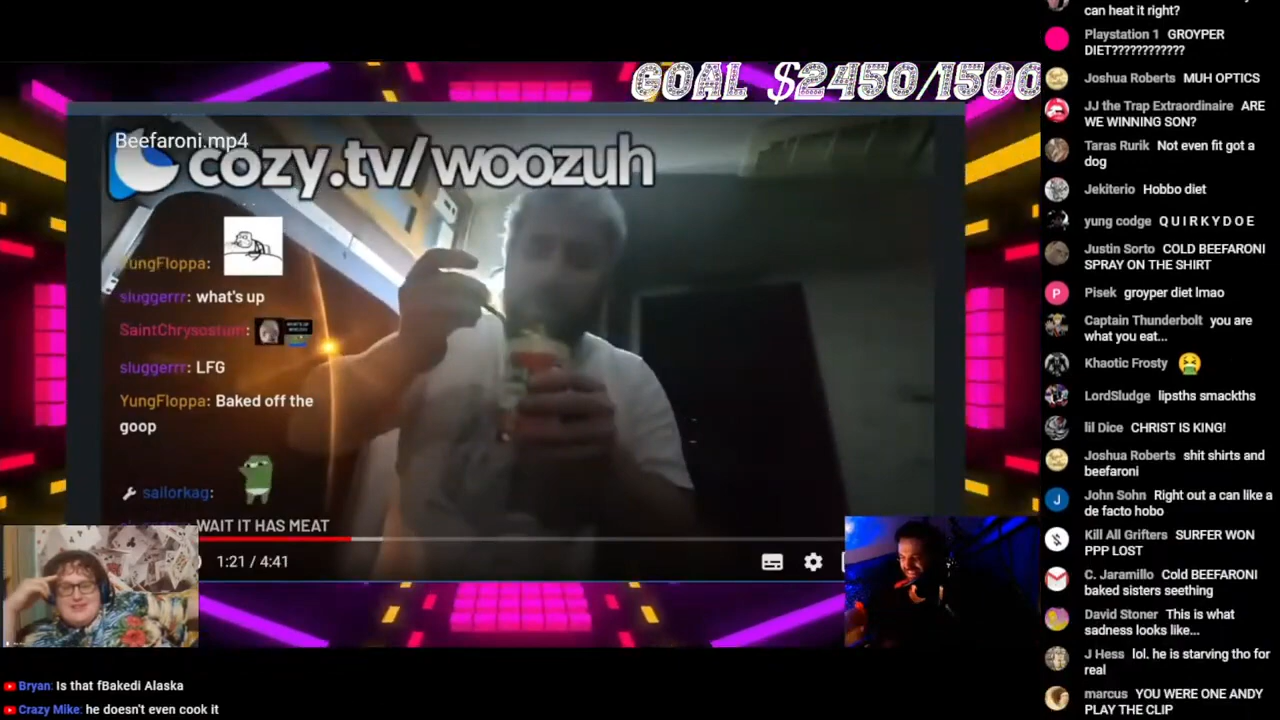 can heat it right?
Playstation 1 GROYPER
DIET????????????
Joshua Roberts MUH OPTICS
JJ the Trap Extraordinaire ARE
WE WINNING SON?
Taras Rurik Not even fit got a
dog
Jekiterio Hobbo diet
yung codge Q U I R K Y D O E
Justin Sorto COLD BEEFARONI
SPRAY ON THE SHIRT
Pisek groyper diet lmao
Captain Thunderbolt you are
what you eat...
Khaotic Frosty 🤮
LordSludge lipsths smackths
lil Dice CHRIST IS KING!
Joshua Roberts shit shirts and
beefaroni
John Sohn Right out a can like a
de facto hobo
Kill All Grifters SURFER WON
PPP LOST
C. Jaramillo Cold BEEFARONI
baked sisters seething
David Stoner This is what
sadness looks like...
J Hess lol. he is starving tho for
real
marcus YOU WERE ONE ANDY
PLAY THE CLIP
GOAL $2450/1500
Beefaroni.mp4
cozy.tv/woozuh
YungFloppa:
sluggerrr: what's up
SaintChrysostum:
sluggerrr: LFG
YungFloppa: Baked off the
goop
sailorkag:
WAIT IT HAS MEAT
1:21 / 4:41
Bryan: Is that fBakedi Alaska
Crazy Mike: he doesn't even cook it